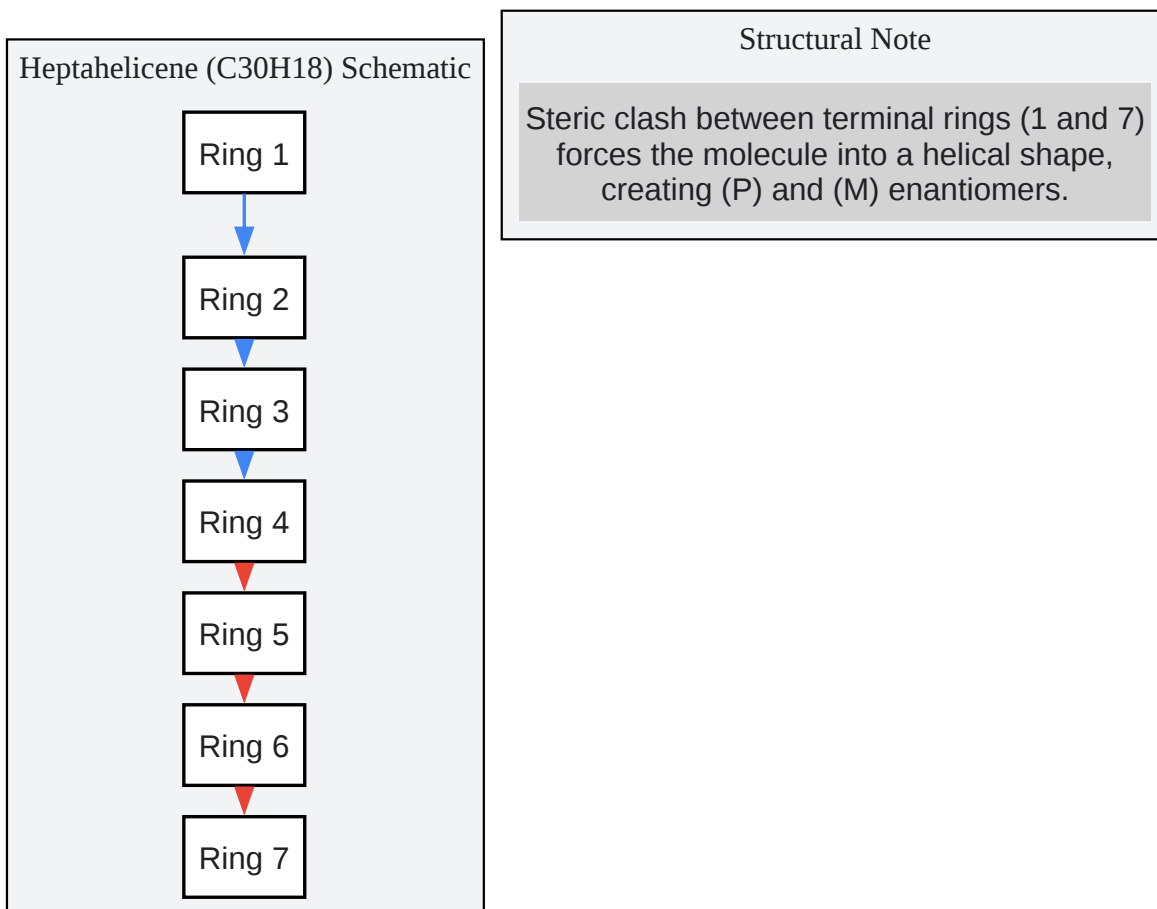 Heptahelicene (C30H18) Schematic
Ring 1
Ring 2
Ring 3
Ring 4
Ring 5
Ring 6
Ring 7
Structural Note
Steric clash between terminal rings (1 and 7)
forces the molecule into a helical shape,
creating (P) and (M) enantiomers.